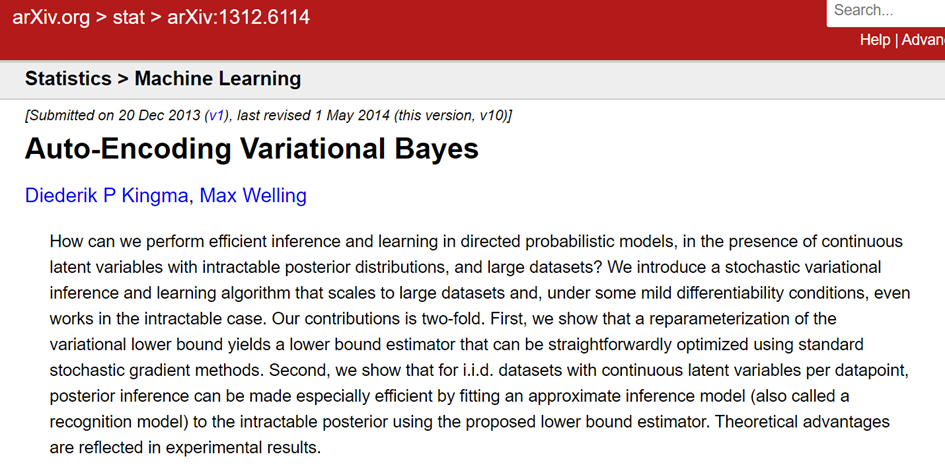 arXiv.org > stat > arXiv:1312.6114
Search...
Help | Advan
Statistics > Machine Learning
[Submitted on 20 Dec 2013 (v1), last revised 1 May 2014 (this version, v10)]
Auto-Encoding Variational Bayes
Diederik P Kingma, Max Welling
How can we perform efficient inference and learning in directed probabilistic models, in the presence of continuous
latent variables with intractable posterior distributions, and large datasets? We introduce a stochastic variational
inference and learning algorithm that scales to large datasets and, under some mild differentiability conditions, even
works in the intractable case. Our contributions is two-fold. First, we show that a reparameterization of the
variational lower bound yields a lower bound estimator that can be straightforwardly optimized using standard
stochastic gradient methods. Second, we show that for i.i.d. datasets with continuous latent variables per datapoint,
posterior inference can be made especially efficient by fitting an approximate inference model (also called a
recognition model) to the intractable posterior using the proposed lower bound estimator. Theoretical advantages
are reflected in experimental results.